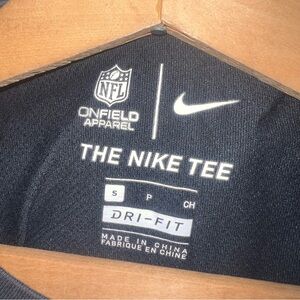 NFL
ONFIELD
APPAREL
THE NIKE TEE
S P CH
DRI-FIT
MADE IN CHINA
FABRIQUÉ EN CHINE